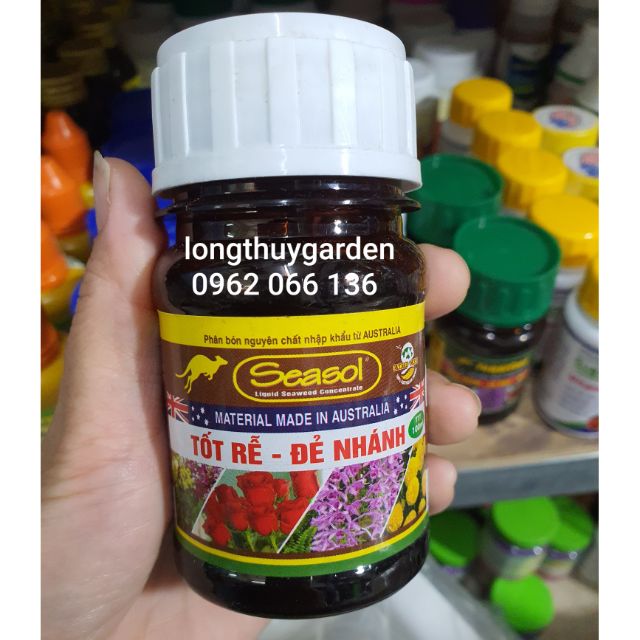 longthuygarden
0962 066 136
Phân bón nguyên chất nhập khẩu từ AUSTRALIA
Seasol®
Liquid Seaweed Concentrate
MATERIAL MADE IN AUSTRALIA
TỐT RỄ - ĐẺ NHÁNH